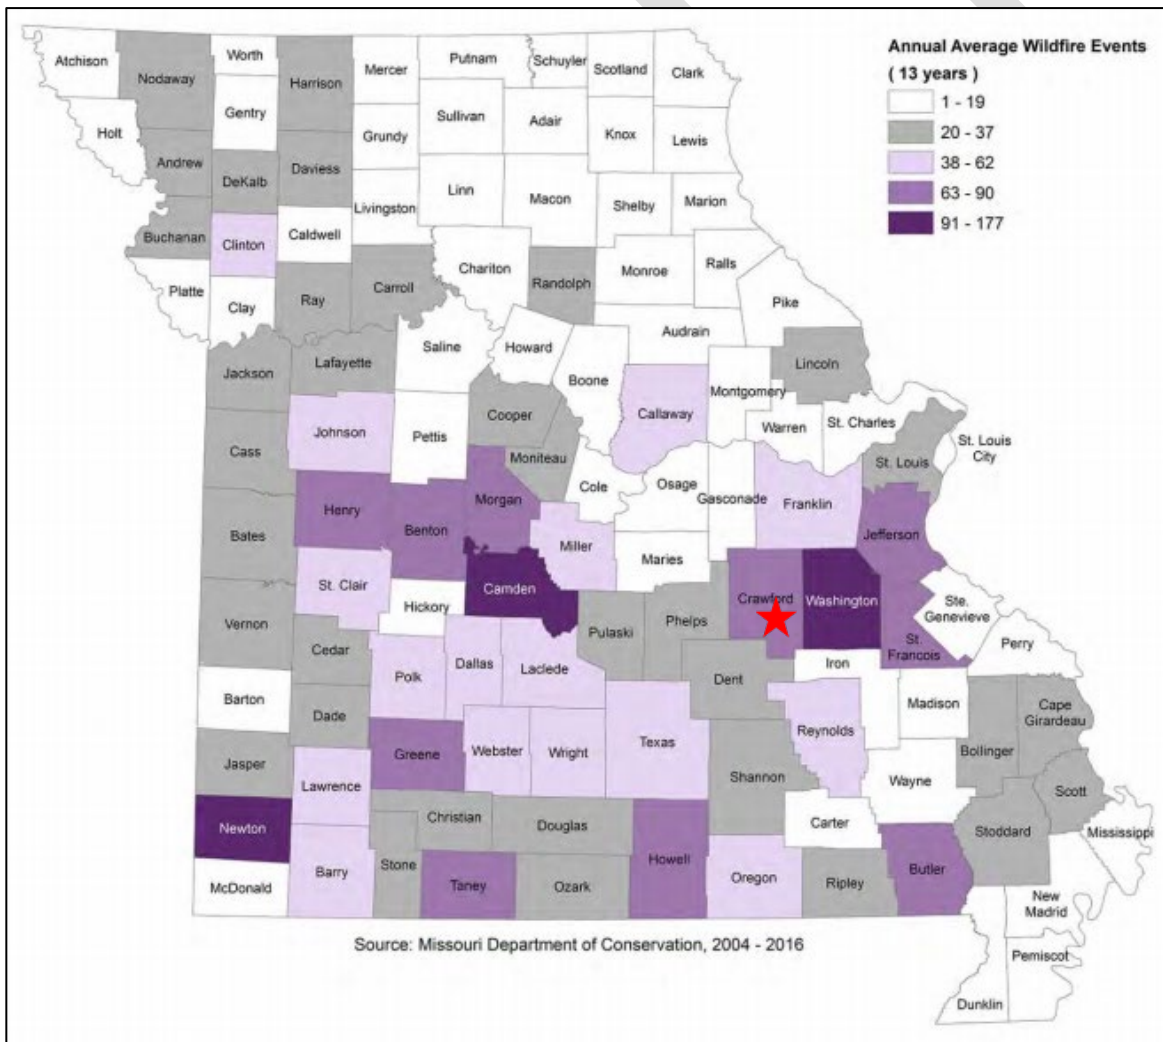 Annual Average Wildfire Events
( 13 years )
1 - 19
20 - 37
38 - 62
63 - 90
91 - 177
Atchison
Nodaway
Worth
Harrison
Mercer
Putnam
Schuyler
Scotland
Clark
Holt
Gentry
Grundy
Sullivan
Adair
Knox
Lewis
Andrew
DeKalb
Daviess
Livingston
Linn
Macon
Shelby
Marion
Buchanan
Clinton
Caldwell
Chariton
Randolph
Monroe
Ralls
Platte
Clay
Ray
Carroll
Pike
Audrain
Saline
Howard
Boone
Lincoln
Jackson
Lafayette
Montgomery
Callaway
Cooper
Johnson
Pettis
Warren
St. Charles
St. Louis
City
Cass
Moniteau
St. Louis
Cole
Osage
Gasconade
Franklin
Henry
Morgan
Benton
Jefferson
Bates
Miller
Maries
St. Clair
Camden
Crawford
Washington
Hickory
Ste.
Genevieve
Vernon
Pulaski
Phelps
St.
Francois
Perry
Cedar
Polk
Dallas
Laclede
Iron
Dent
Barton
Madison
Cape
Girardeau
Dade
Reynolds
Greene
Webster
Wright
Texas
Bollinger
Jasper
Shannon
Lawrence
Wayne
Scott
Newton
Christian
Douglas
Carter
Stoddard
Mississippi
McDonald
Barry
Stone
Taney
Ozark
Howell
Oregon
Ripley
Butler
New
Madrid
Pemiscot
Dunklin
Source: Missouri Department of Conservation, 2004 - 2016